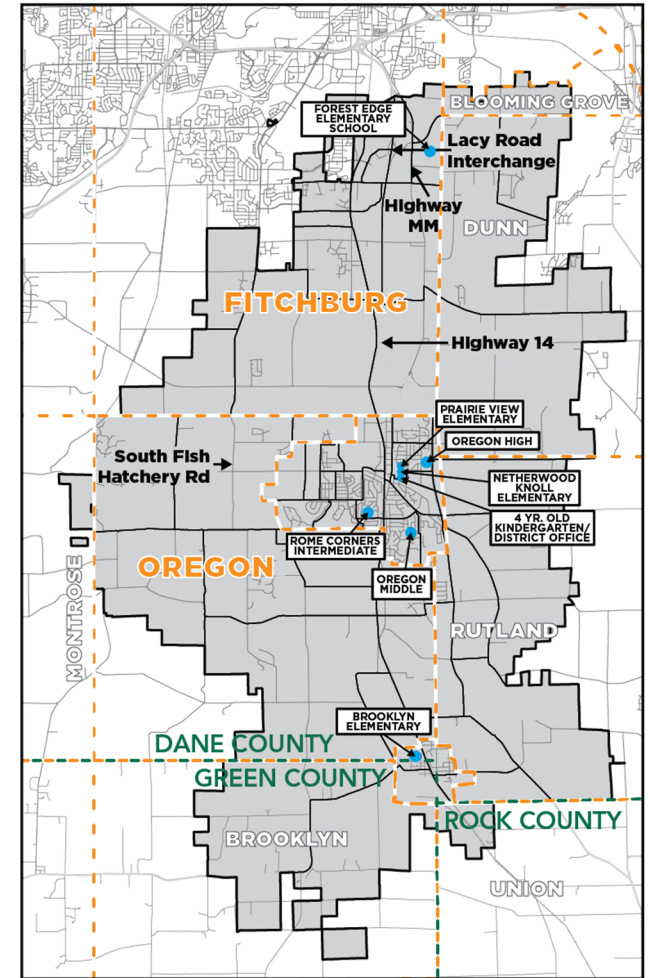 FOREST EDGE
ELEMENTARY
SCHOOL
BLOOMING GROVE
Lacy Road
Interchange
Highway
MM
DUNN
FITCHBURG
Highway 14
PRAIRIE VIEW
ELEMENTARY
OREGON HIGH
South Fish
Hatchery Rd
NETHERWOOD
KNOLL
ELEMENTARY
4 YR. OLD
KINDERGARTEN/
DISTRICT OFFICE
ROME CORNERS
INTERMEDIATE
OREGON
OREGON
MIDDLE
MONTROSE
RUTLAND
BROOKLYN
ELEMENTARY
DANE COUNTY
GREEN COUNTY
ROCK COUNTY
BROOKLYN
UNION